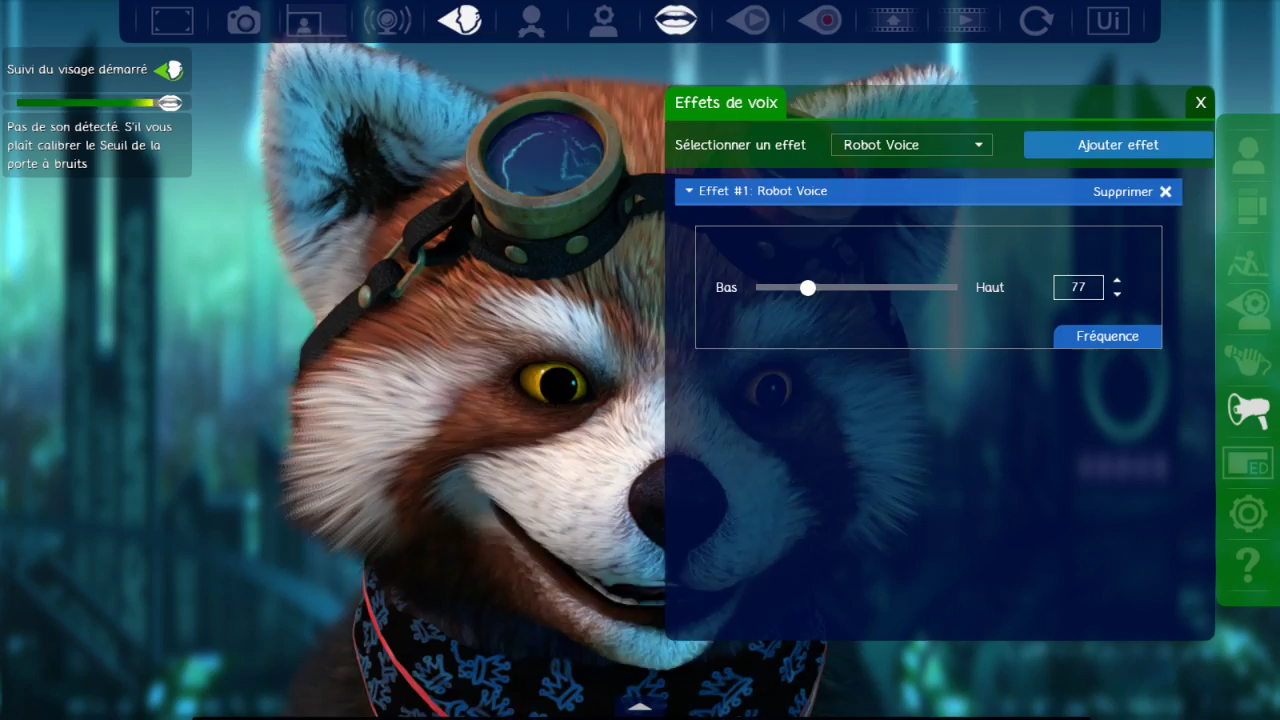 Ui
Suivi du visage démarré
Pas de son détecté. S'il vous
plaît calibrer le Seuil de la
porte à bruits
Effets de voix
X
Sélectionner un effet
Robot Voice
Ajouter effet
Effet #1: Robot Voice
Supprimer
Bas
Haut
77
Fréquence
ED
?